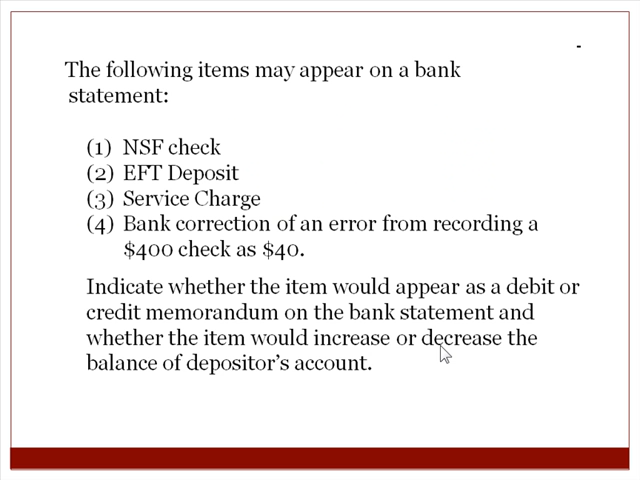 The following items may appear on a bank
statement:
(1) NSF check
(2) EFT Deposit
(3) Service Charge
(4) Bank correction of an error from recording a
$400 check as $40.
Indicate whether the item would appear as a debit or
credit memorandum on the bank statement and
whether the item would increase or decrease the
balance of depositor's account.